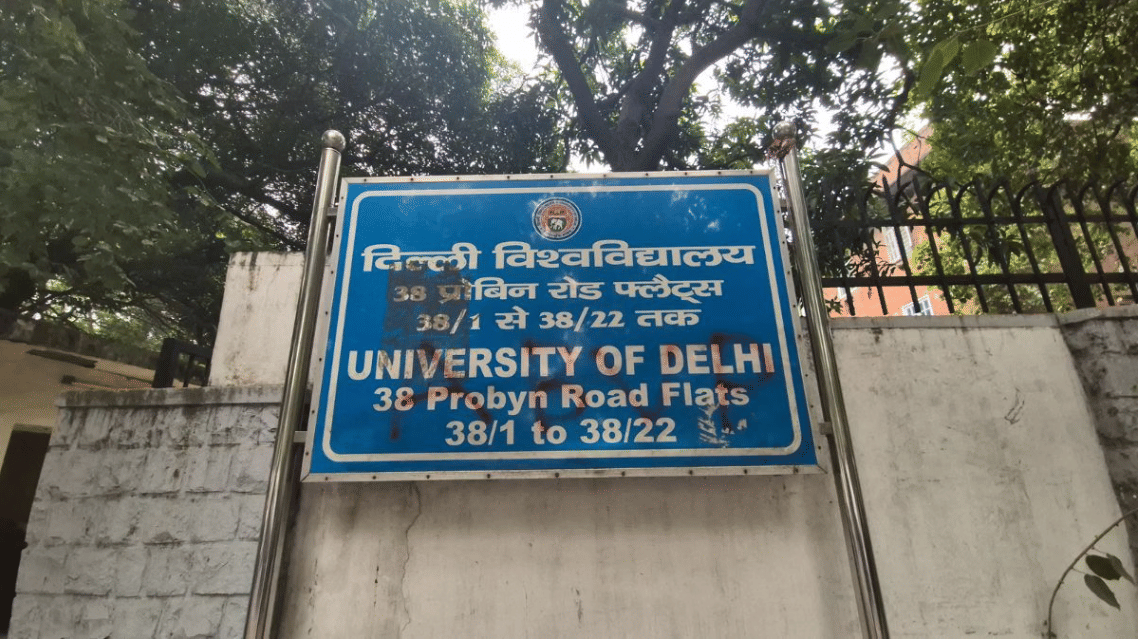 दिल्ली विश्वविद्यालय
38 प्रोबिन रोड फ्लैट्स
38/1 से 38/22 तक
UNIVERSITY OF DELHI
38 Probyn Road Flats
38/1 to 38/22